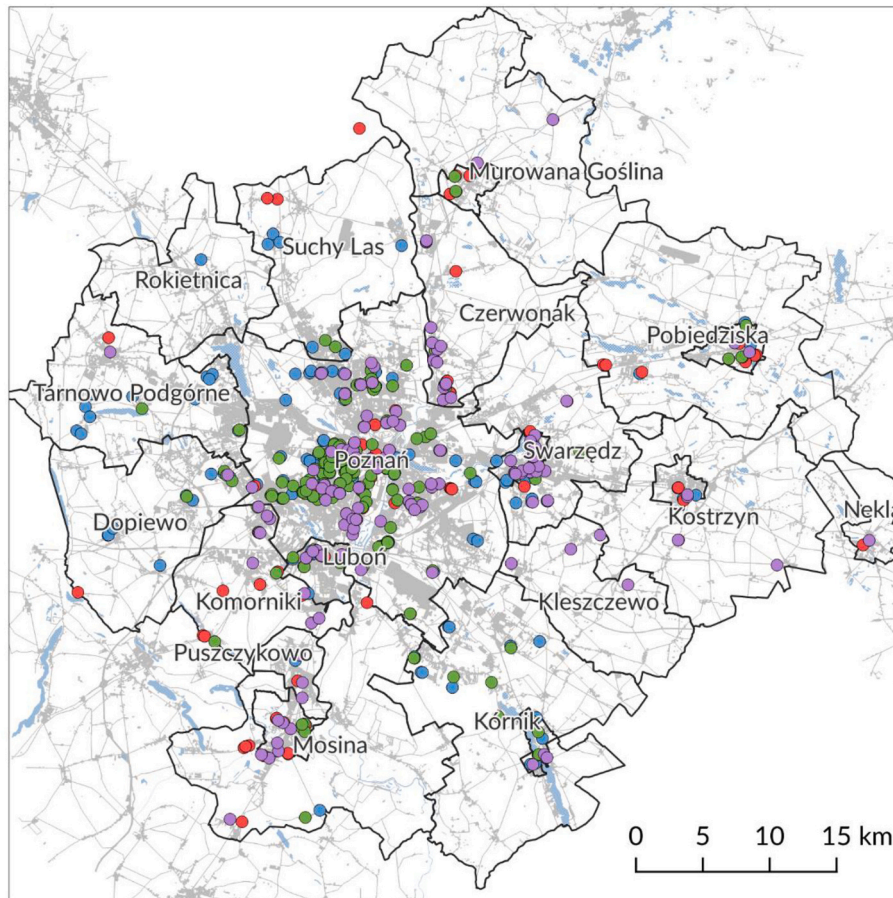 Murowana Goślina
Suchy Las
Rokietnica
Czerwonak
Pobiedziska
Tarnowo Podgórne
Poznań
Swarzędz
Dopiewo
Kostrzyn
Nekla
Luboń
Komorniki
Kleszczewo
Puszczykowo
Kórnik
Mosina
0 5 10 15 km